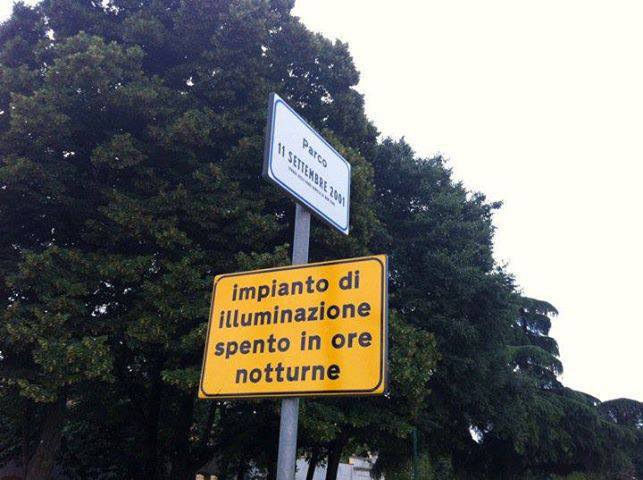 Parco
11 SETTEMBRE 2001
impianto di
illuminazione
spento in ore
notturne